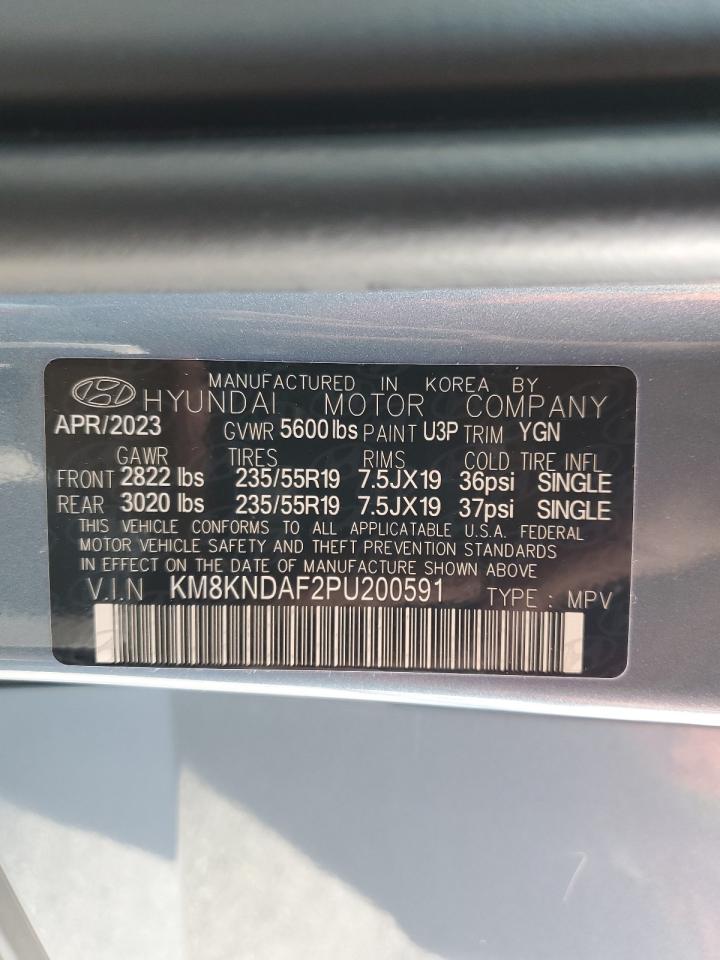 MANUFACTURED IN KOREA BY
HYUNDAI MOTOR COMPANY
APR/2023 GVWR 5600 lbs PAINT U3P TRIM YGN
GAWR TIRES RIMS COLD TIRE INFL
FRONT 2822 lbs 235/55R19 7.5JX19 36psi SINGLE
REAR 3020 lbs 235/55R19 7.5JX19 37psi SINGLE
THIS VEHICLE CONFORMS TO ALL APPLICATABLE U.S.A. FEDERAL
MOTOR VEHICLE SAFETY AND THEFT PREVENTION STANDARDS
IN EFFECT ON THE DATE OF MANUFACTURE SHOWN ABOVE
V.I.N KM8KNDAF2PU200591 TYPE : MPV